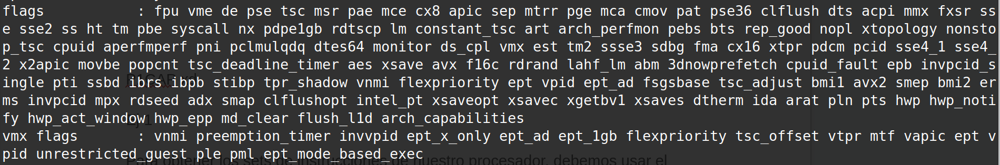 flags           : fpu vme de pse tsc msr pae mce cx8 apic sep mtrr pge mca cmov pat pse36 clflush dts acpi mmx fxsr ss
e sse2 ss ht tm pbe syscall nx pdpe1gb rdtscp lm constant_tsc art arch_perfmon pebs bts rep_good nopl xtopology nonsto
p_tsc cpuid aperfmperf pni pclmulqdq dtes64 monitor ds_cpl vmx est tm2 ssse3 sdbg fma cx16 xtpr pdcm pcid sse4_1 sse4_
2 x2apic movbe popcnt tsc_deadline_timer aes xsave avx f16c rdrand lahf_lm abm 3dnowprefetch cpuid_fault epb invpcid_s
ingle pti ssbd ibrs ibpb stibp tpr_shadow vnmi flexpriority ept vpid ept_ad fsgsbase tsc_adjust bmi1 avx2 smep bmi2 er
ms invpcid mpx rdseed adx smap clflushopt intel_pt xsaveopt xsavec xgetbv1 xsaves dtherm ida arat pln pts hwp hwp_noti
fy hwp_act_window hwp_epp md_clear flush_l1d arch_capabilities
Ej 1
vmx flags       : vnmi preemption_timer invvpid ept_x_only ept_ad ept_1gb flexpriority tsc_offset vtpr mtf vapic ept v
pid unrestricted_guest ple pml ept_mode_based_exec
Para obtener los sets de instrucciones de nuestro procesador, debemos usar el